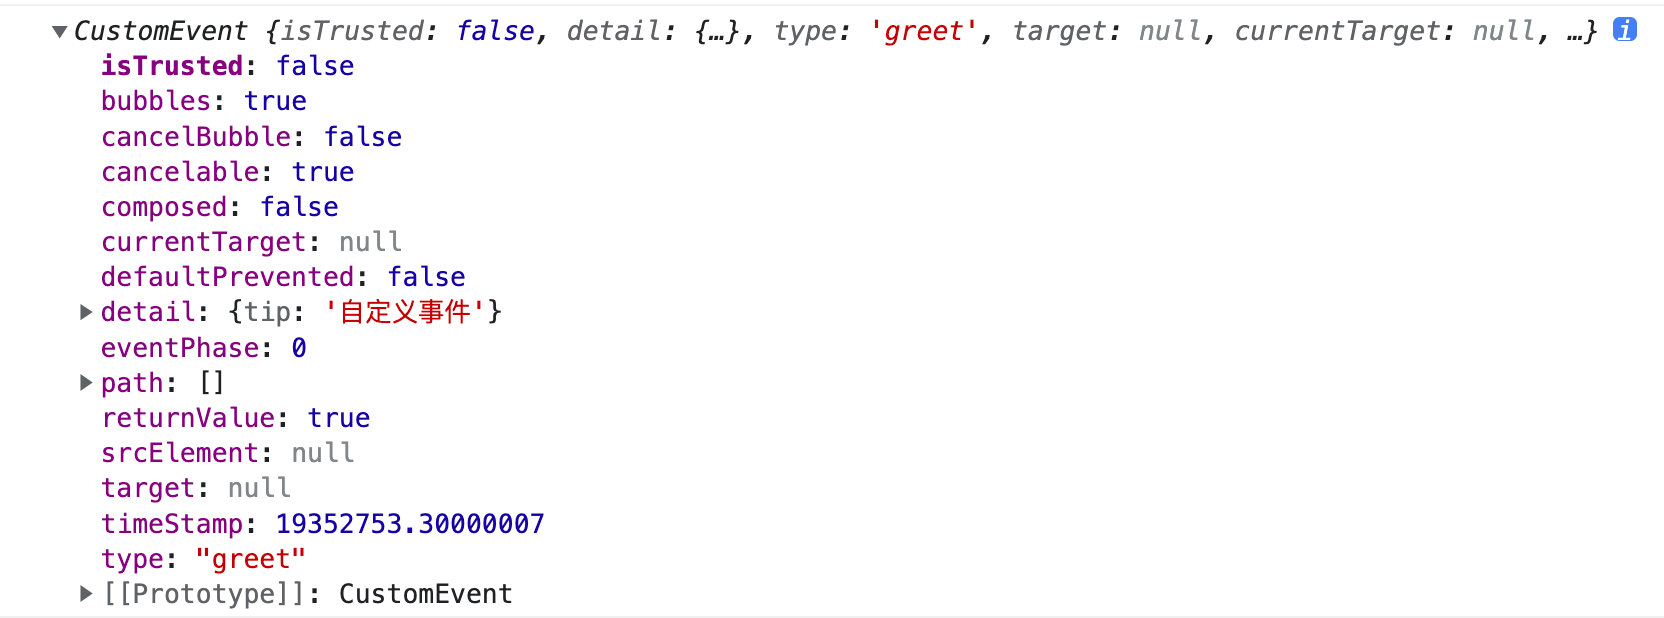 ▼CustomEvent {isTrusted: false, detail: {…}, type: 'greet', target: null, currentTarget: null, …} i
isTrusted: false
bubbles: true
cancelBubble: false
cancelable: true
composed: false
currentTarget: null
defaultPrevented: false
▶detail: {tip: '自定义事件'}
eventPhase: 0
▶path: []
returnValue: true
srcElement: null
target: null
timeStamp: 19352753.30000007
type: "greet"
▶[[Prototype]]: CustomEvent